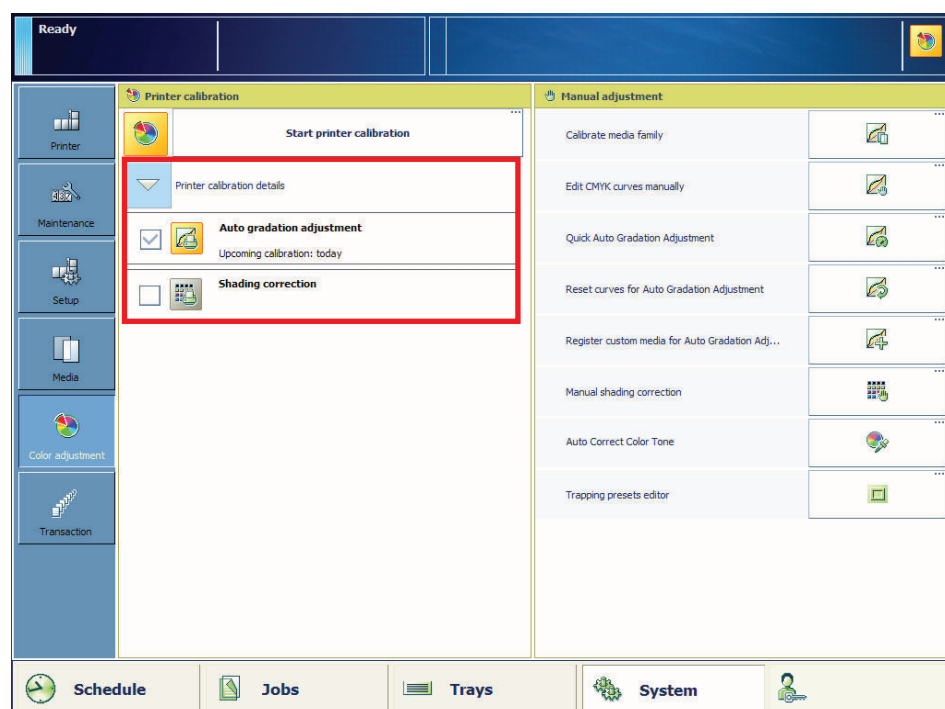 Ready
Printer calibration
Start printer calibration
Printer calibration details
Auto gradation adjustment
Upcoming calibration: today
Shading correction
Manual adjustment
Calibrate media family
Edit CMYK curves manually
Quick Auto Gradation Adjustment
Reset curves for Auto Gradation Adjustment
Register custom media for Auto Gradation Adj...
Manual shading correction
Auto Correct Color Tone
Trapping presets editor
Printer
Maintenance
Setup
Media
Color adjustment
Transaction
Schedule
Jobs
Trays
System